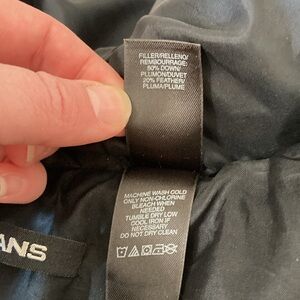 FILLER/RELLENO/
REMBOURRAGE:
80% DOWN/
PLUMON/DUVET
20% FEATHER/
PLUMA/PLUME
MACHINE WASH COLD
ONLY NON-CHLORINE
BLEACH WHEN
NEEDED
TUMBLE DRY LOW
COOL IRON IF
NECESSARY
DO NOT DRY CLEAN
ANS